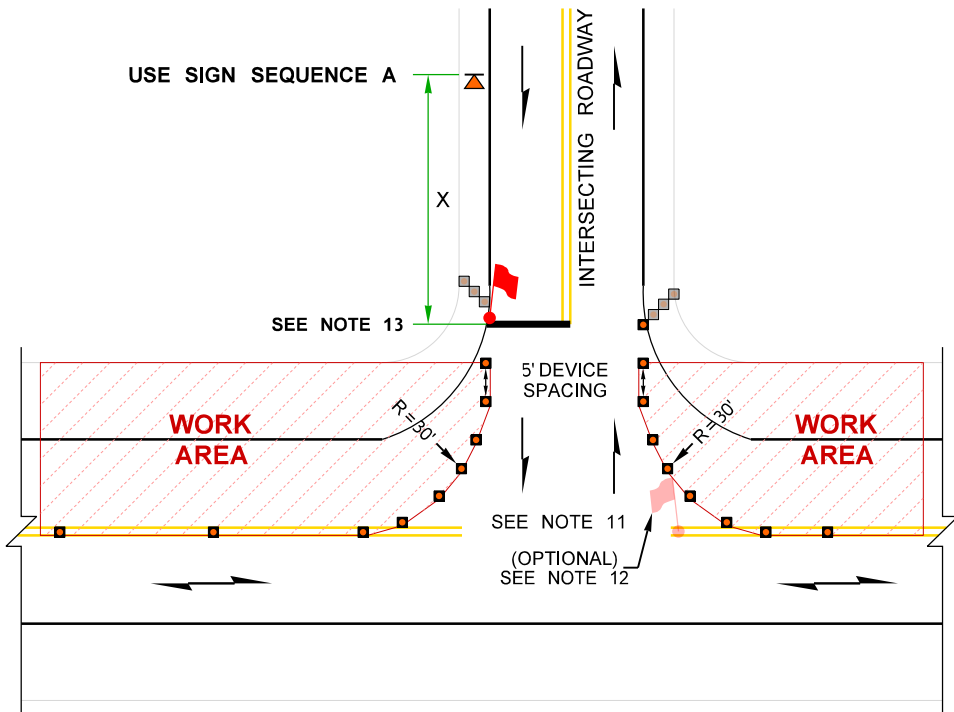 USE SIGN SEQUENCE A
INTERSECTING ROADWAY
X
SEE NOTE 13
5' DEVICE
SPACING
WORK
AREA
R =30'
R =30'
WORK
AREA
SEE NOTE 11
(OPTIONAL)
SEE NOTE 12